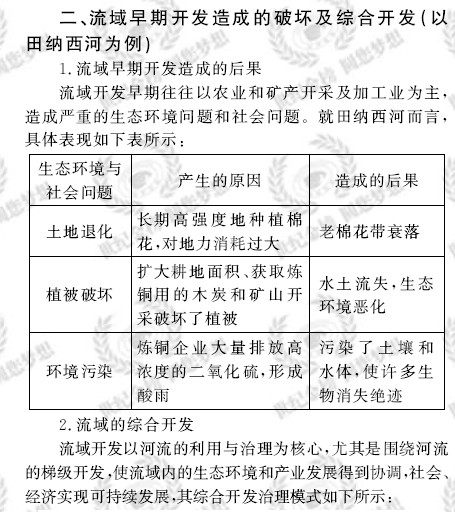 二、流域早期开发造成的破坏及综合开发(以
田纳西河为例)
1.流域早期开发造成的后果
流域开发早期往往以农业和矿产开采及加工业为主,
造成严重的生态环境问题和社会问题。就田纳西河而言,
具体表现如下表所示:
生态环境与
社会问题
产生的原因
造成的后果
土地退化
长期高强度地种植棉
花,对地力消耗过大
老棉花带衰落
植被破坏
扩大耕地面积、获取炼
铜用的木炭和矿山开
采破坏了植被
水土流失,生态
环境恶化
环境污染
炼铜企业大量排放高
浓度的二氧化硫,形成
酸雨
污染了土壤和
水体,使许多生
物消失绝迹
2.流域的综合开发
流域开发以河流的利用与治理为核心,尤其是围绕河流
的梯级开发,使流域内的生态环境和产业发展得到协调,社会、
经济实现可持续发展,其综合开发治理模式如下所示: